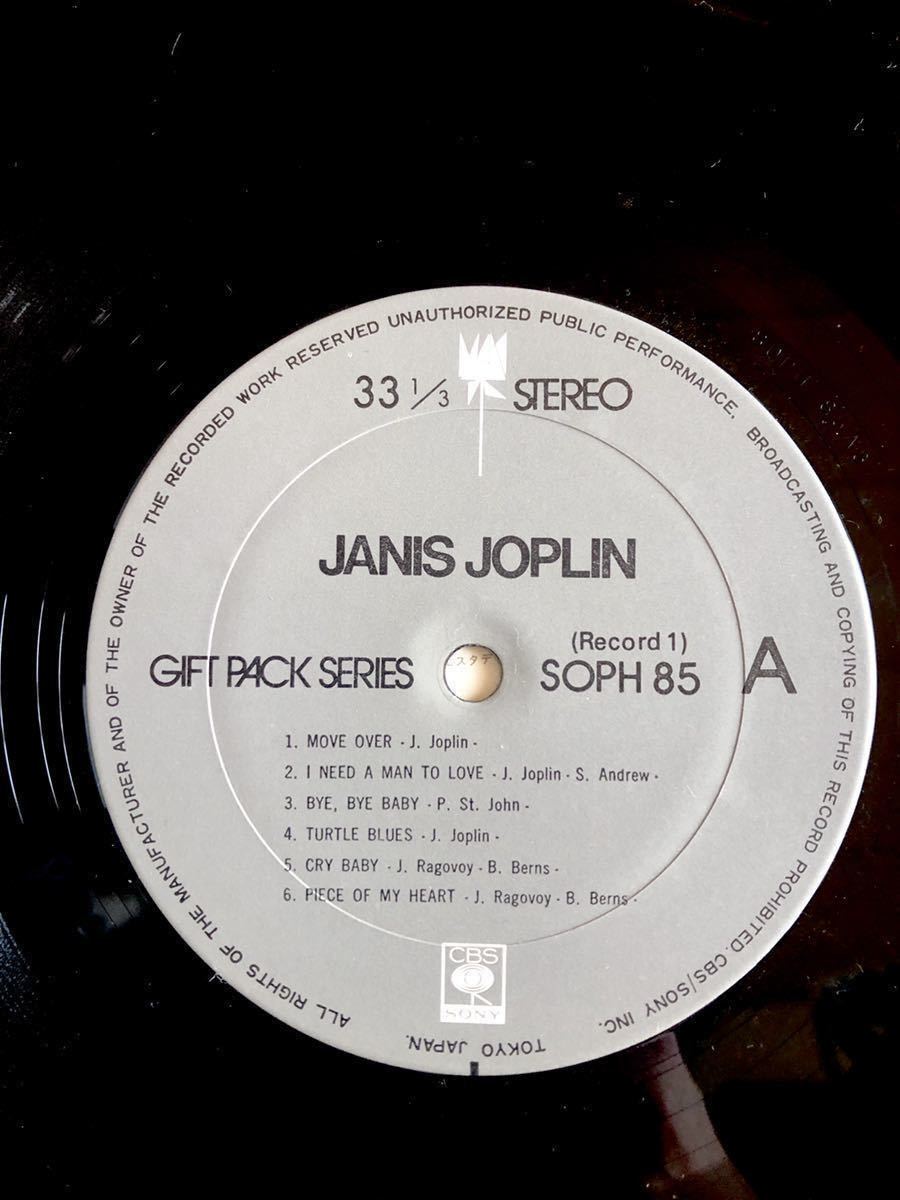 ALL RIGHTS OF THE MANUFACTURER AND OF THE OWNER OF THE RECORDED WORK RESERVED UNAUTHORIZED PUBLIC PERFORMANCE, BROADCASTING AND COPYING OF THIS RECORD PROHIBITED. CBS/SONY INC.
33 1/3 STEREO
JANIS JOPLIN
(Record 1)
GIFT PACK SERIES SOPH 85 A
スタデ
1. MOVE OVER - J. Joplin -
2. I NEED A MAN TO LOVE - J. Joplin - S. Andrew -
3. BYE, BYE BABY - P. St. John -
4. TURTLE BLUES - J. Joplin -
5. CRY BABY - J. Ragovoy - B. Berns -
6. PIECE OF MY HEART - J. Ragovoy - B. Berns -
CBS
SONY
TOKYO JAPAN.